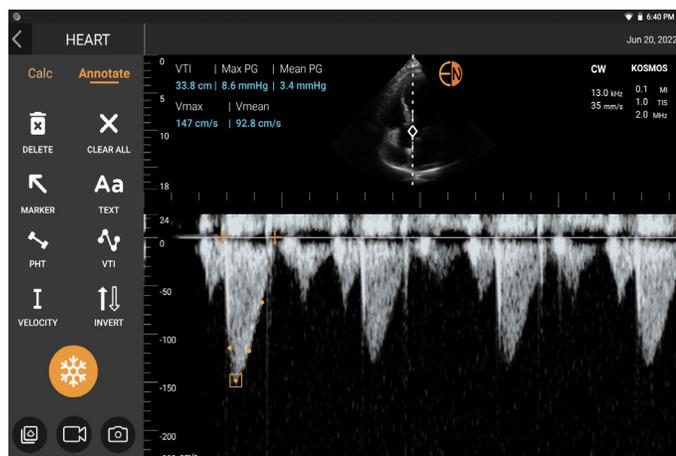 6:40 PM
HEART
Jun 20, 2022
Calc
Annotate
DELETE
CLEAR ALL
MARKER
Aa
TEXT
PHT
VTI
VELOCITY
INVERT
VTI | Max PG | Mean PG
33.8 cm | 8.6 mmHg | 3.4 mmHg
Vmax | Vmean
147 cm/s | 92.8 cm/s
EN
CW
13.0 kHz
35 mm/s
KOSMOS
0.1 MI
1.0 TIS
2.0 MHz
0
5
10
18
24
0
-50
-100
-150
-200